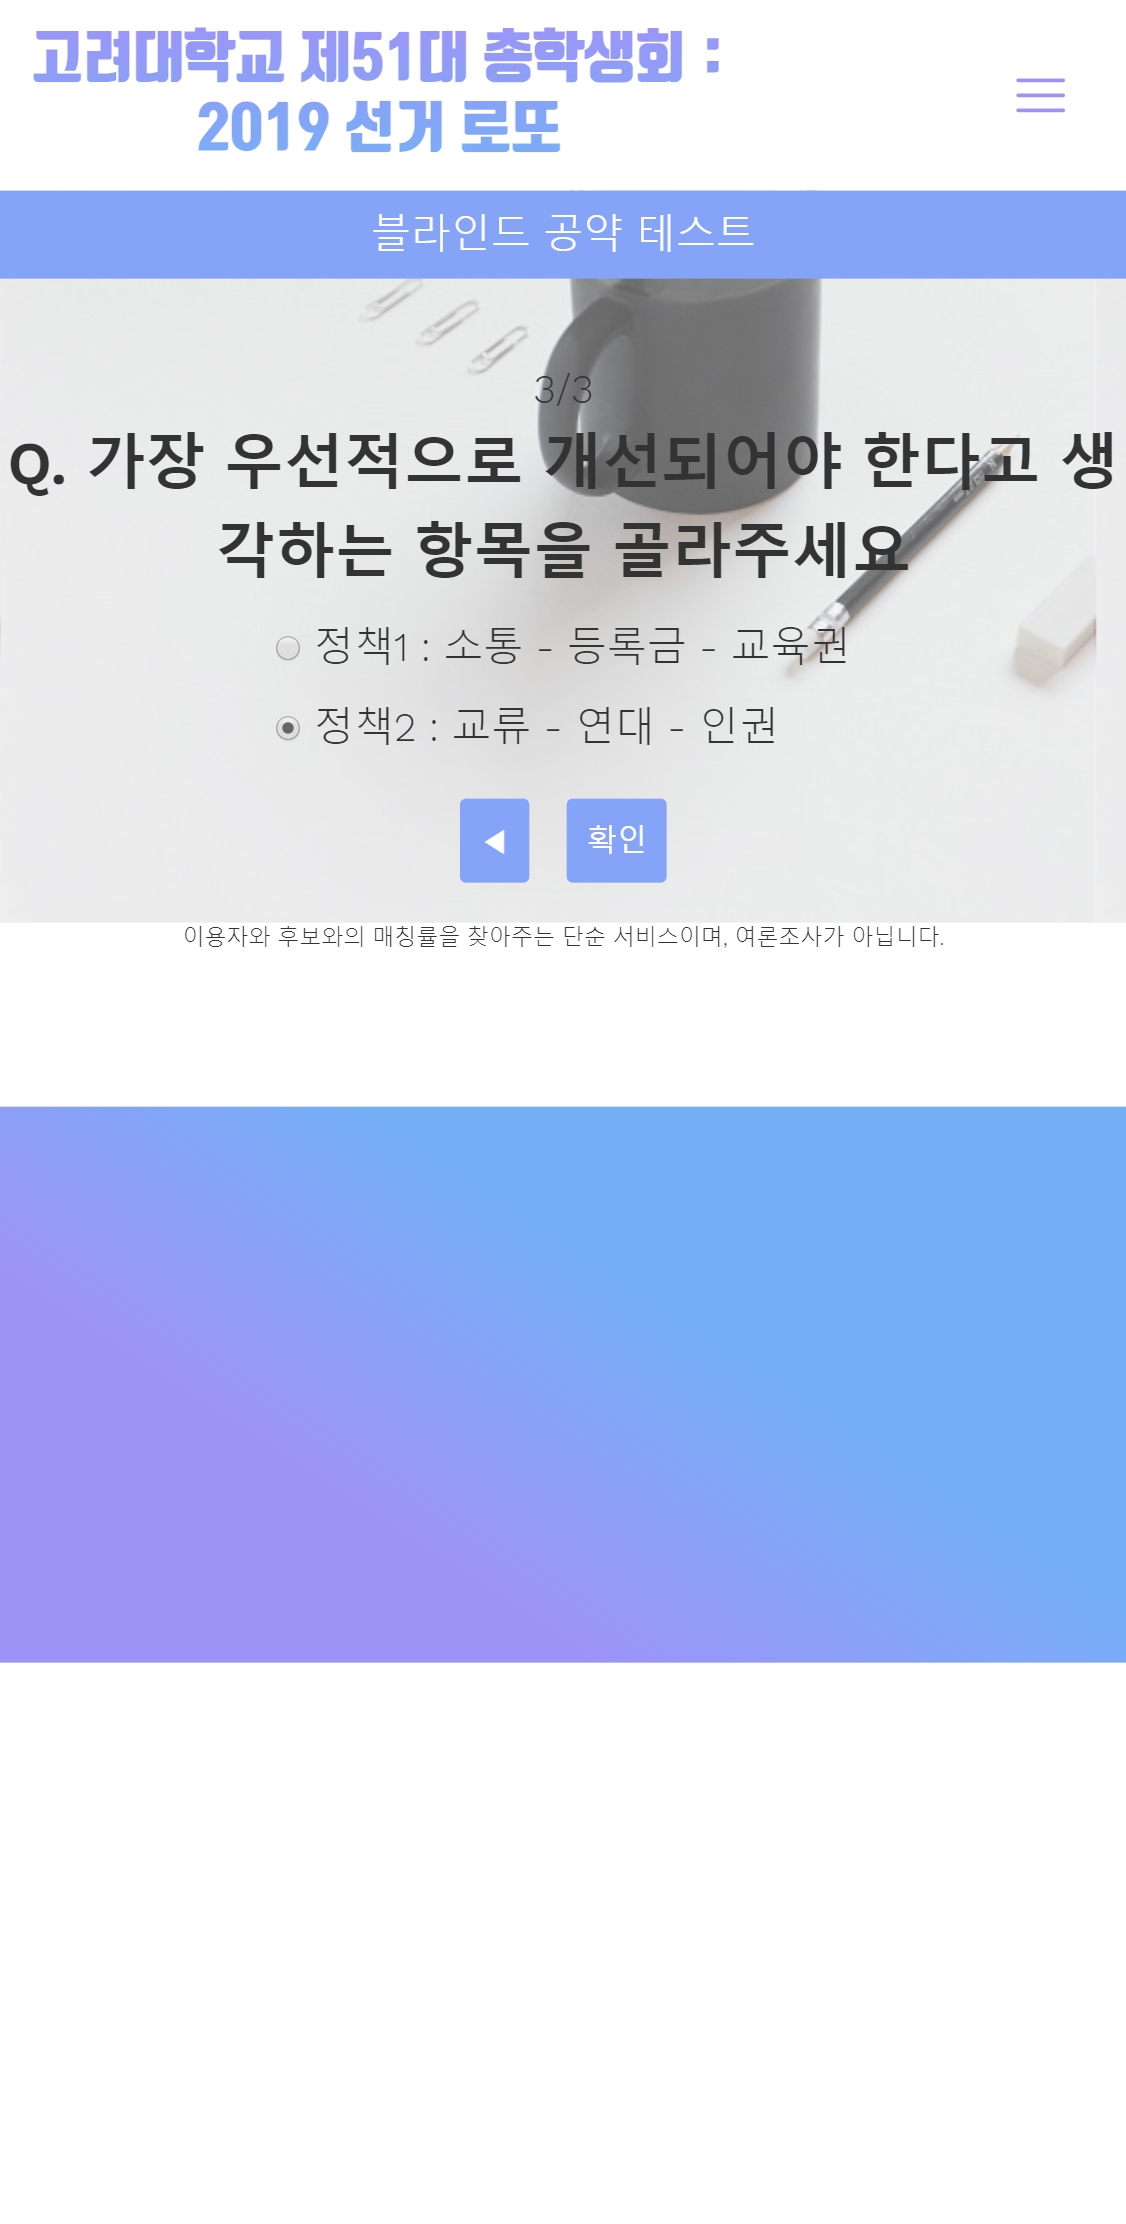 고려대학교 제51대 총학생회 :
2019 선거 로또
블라인드 공약 테스트
3/3
Q. 가장 우선적으로 개선되어야 한다고 생
각하는 항목을 골라주세요
정책1 : 소통 - 등록금 - 교육권
정책2 : 교류 - 연대 - 인권
◀ 확인
이용자와 후보와의 매칭률을 찾아주는 단순 서비스이며, 여론조사가 아닙니다.